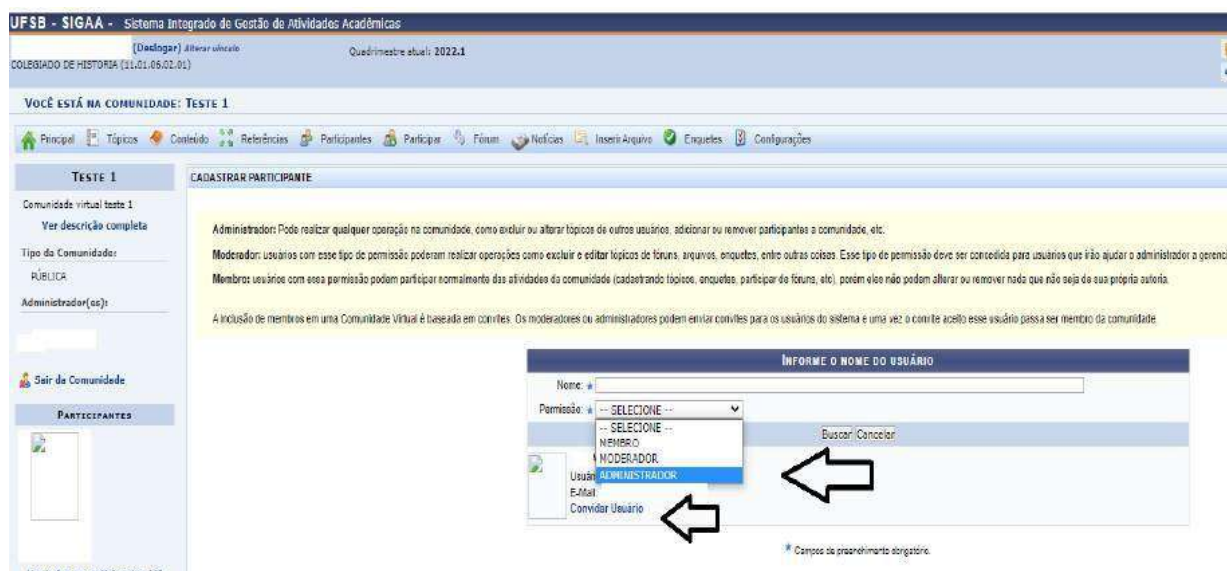 UFSB - SIGAA - Sistema Integrado de Gestão de Atividades Acadêmicas
(Deslogar) Alterar vínculo
Quadrimestre atual: 2022.1
COLEGIADO DE HISTORIA (11.01.06.02.01)
VOCÊ ESTÁ NA COMUNIDADE: TESTE 1
Principal Tópicos Conteúdo Referências Participantes Participar Fórum Notícias Inserir Arquivo Enquetes Configurações
TESTE 1
Comunidade virtual teste 1
Ver descrição completa
Tipo da Comunidade:
PÚBLICA
Administrador(es):
Sair da Comunidade
PARTICIPANTES
CADASTRAR PARTICIPANTE
Administrador: Pode realizar qualquer operação na comunidade, como excluir ou alterar tópicos de outros usuários, adicionar ou remover participantes a comunidade, etc.
Moderador: usuários com esse tipo de permissão poderam realizar operações como excluir e editar tópicos de fóruns, arquivos, enquetes, entre outras coisas. Esse tipo de permissão deve ser concedida para usuários que irão ajudar o administrador a gerenci
Membro: usuários com essa permissão podem participar normalmente das atividades da comunidade (cadastrando tópicos, enquetes, participar de fóruns, etc), porém eles não podem alterar ou remover nada que não seja de sua própria autoria.
A inclusão de membros em uma Comunidade Virtual é baseada em convites. Os moderadores ou administradores podem enviar convites para os usuários do sistema e uma vez o convite aceito esse usuário passa ser membro da comunidade.
INFORME O NOME DO USUÁRIO
Nome:
Permissão: -- SELECIONE --
-- SELECIONE --
MEMBRO
MODERADOR
ADMINISTRADOR
Buscar Cancelar
Usuár
E-Mail
Convidar Usuário
Campos de preenchimento obrigatório.